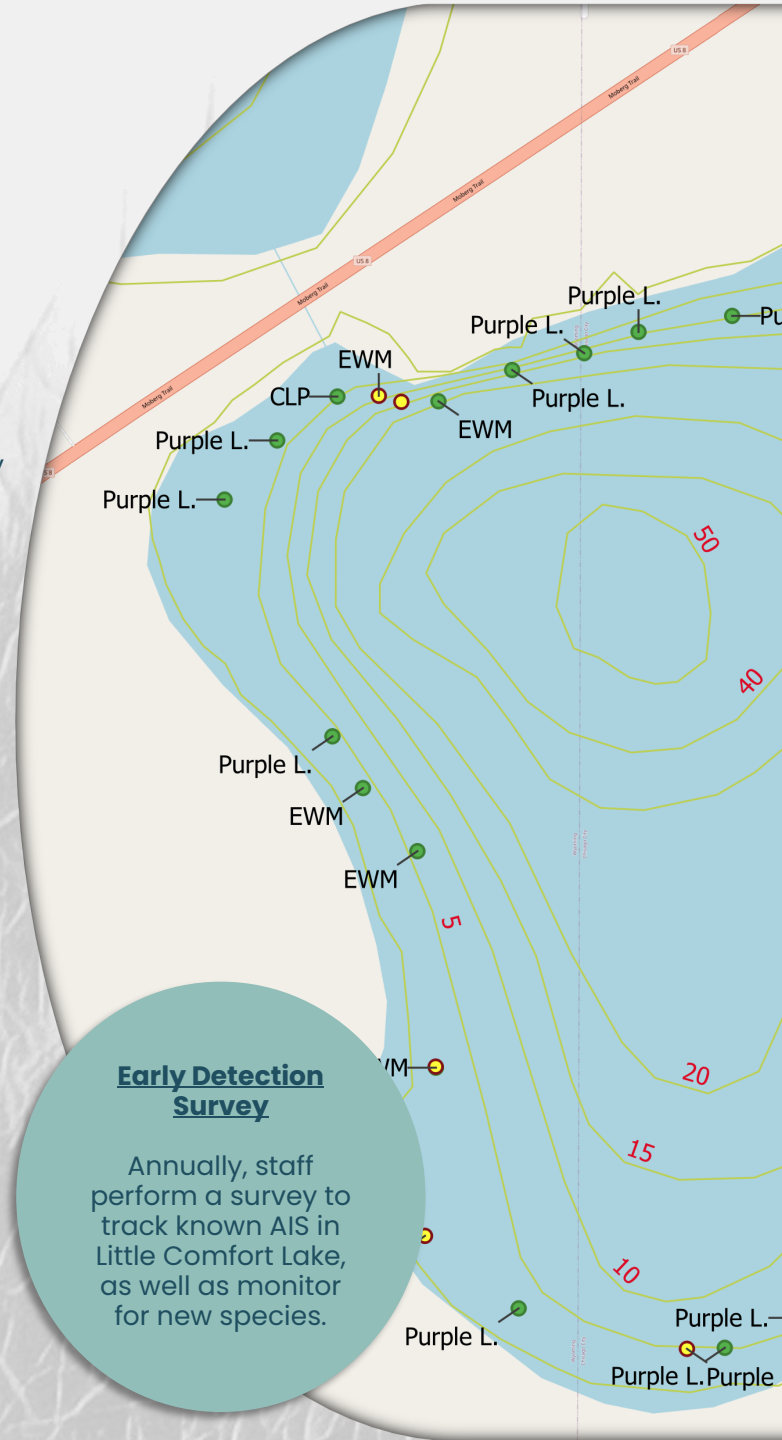 US 8
Moberg Trail
Moberg Trail
US 8
Moberg Trail
Purple L.
Purple L.
Pu
EWM
CLP
Purple L.
EWM
Moberg Trail
Purple L.
Purple L.
50
40
Purple L.
EWM
EWM
5
WM
20
15
10
Early Detection
Survey
Annually, staff
perform a survey to
track known AIS in
Little Comfort Lake,
as well as monitor
for new species.
Purple L.
Purple L.
Purple L.
Purple